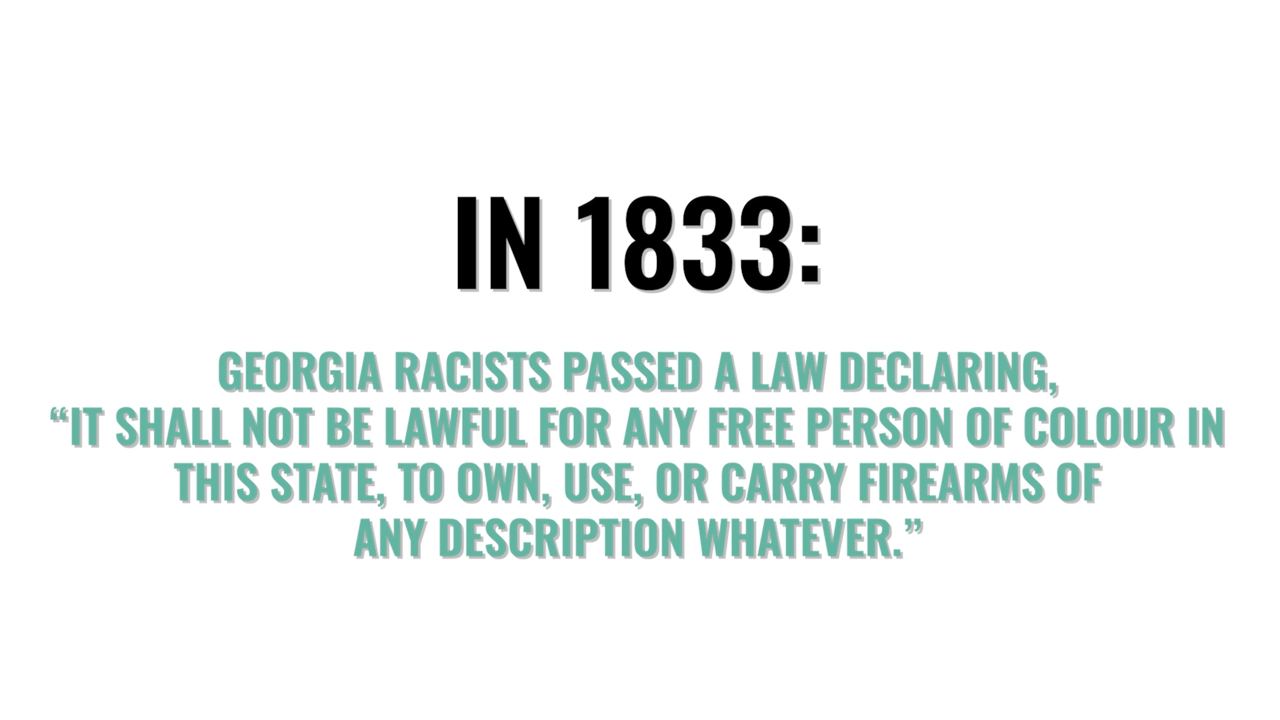 IN 1833:
GEORGIA RACISTS PASSED A LAW DECLARING,
“IT SHALL NOT BE LAWFUL FOR ANY FREE PERSON OF COLOUR IN
THIS STATE, TO OWN, USE, OR CARRY FIREARMS OF
ANY DESCRIPTION WHATEVER.”